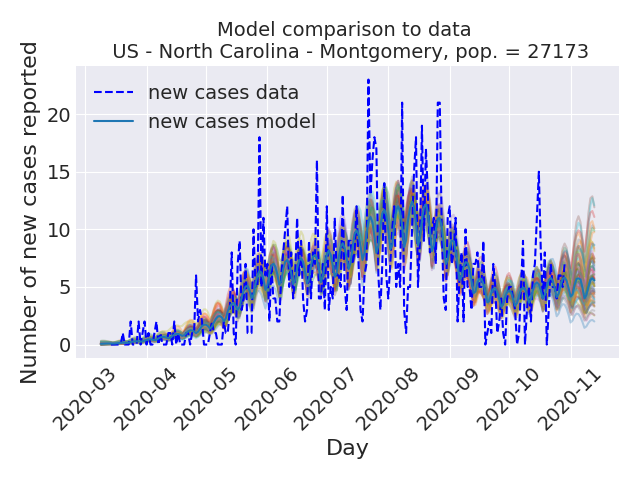 Model comparison to data
US - North Carolina - Montgomery, pop. = 27173
Number of new cases reported
new cases data
new cases model
20
15
10
5
0
2020-03
2020-04
2020-05
2020-06
2020-07
2020-08
2020-09
2020-10
2020-11
Day